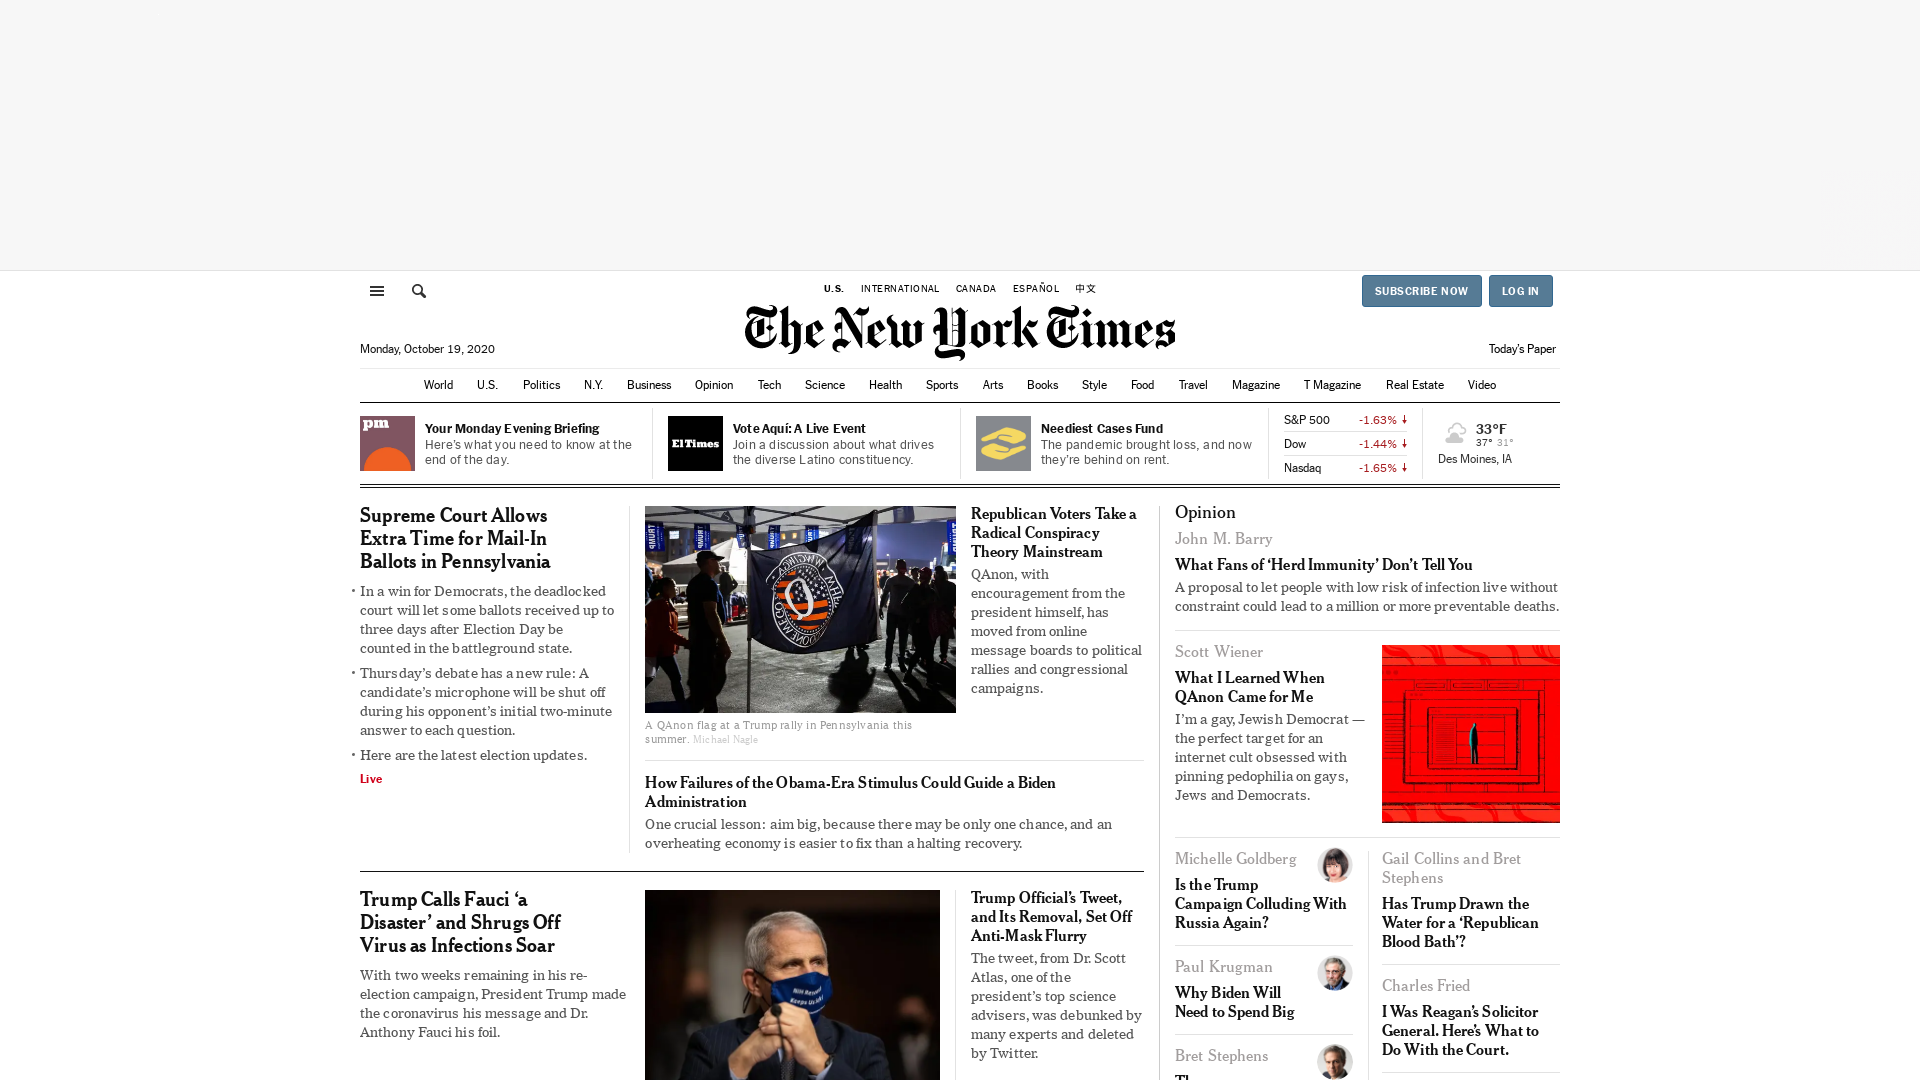 U.S.
INTERNATIONAL
CANADA
ESPAÑOL
中文
SUBSCRIBE NOW
LOG IN
The New York Times
Monday, October 19, 2020
Today's Paper
World
U.S.
Politics
N.Y.
Business
Opinion
Tech
Science
Health
Sports
Arts
Books
Style
Food
Travel
Magazine
T Magazine
Real Estate
Video
pm
Your Monday Evening Briefing
Here's what you need to know at the
end of the day.
El Times
Vote Aquí: A Live Event
Join a discussion about what drives
the diverse Latino constituency.
Neediest Cases Fund
The pandemic brought loss, and now
they're behind on rent.
S&P 500 -1.63% ↓
Dow -1.44% ↓
Nasdaq -1.65% ↓
33°F
37° 31°
Des Moines, IA
Supreme Court Allows
Extra Time for Mail-In
Ballots in Pennsylvania
• In a win for Democrats, the deadlocked
court will let some ballots received up to
three days after Election Day be
counted in the battleground state.
• Thursday's debate has a new rule: A
candidate's microphone will be shut off
during his opponent's initial two-minute
answer to each question.
• Here are the latest election updates.
Live
TRUMP
A QAnon flag at a Trump rally in Pennsylvania this
summer. Michael Nagle
Republican Voters Take a
Radical Conspiracy
Theory Mainstream
QAnon, with
encouragement from the
president himself, has
moved from online
message boards to political
rallies and congressional
campaigns.
How Failures of the Obama-Era Stimulus Could Guide a Biden
Administration
One crucial lesson: aim big, because there may be only one chance, and an
overheating economy is easier to fix than a halting recovery.
Trump Calls Fauci ‘a
Disaster’ and Shrugs Off
Virus as Infections Soar
With two weeks remaining in his re-
election campaign, President Trump made
the coronavirus his message and Dr.
Anthony Fauci his foil.
Trump Official's Tweet,
and Its Removal, Set Off
Anti-Mask Flurry
The tweet, from Dr. Scott
Atlas, one of the
president's top science
advisers, was debunked by
many experts and deleted
by Twitter.
Opinion
John M. Barry
What Fans of ‘Herd Immunity’ Don’t Tell You
A proposal to let people with low risk of infection live without
constraint could lead to a million or more preventable deaths.
Scott Wiener
What I Learned When
QAnon Came for Me
I'm a gay, Jewish Democrat —
the perfect target for an
internet cult obsessed with
pinning pedophilia on gays,
Jews and Democrats.
Michelle Goldberg
Is the Trump
Campaign Colluding With
Russia Again?
Paul Krugman
Why Biden Will
Need to Spend Big
Bret Stephens
Gail Collins and Bret
Stephens
Has Trump Drawn the
Water for a ‘Republican
Blood Bath’?
Charles Fried
I Was Reagan's Solicitor
General. Here's What to
Do With the Court.